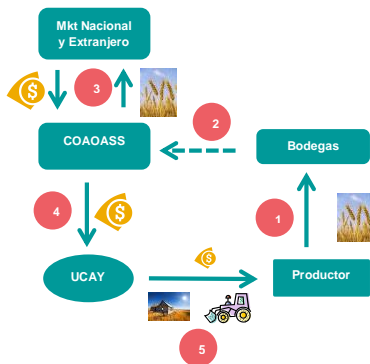 Mkt Nacional
y Extranjero
$
3
COAOASS
2
Bodegas
4
$
1
$
UCAY
Productor
5